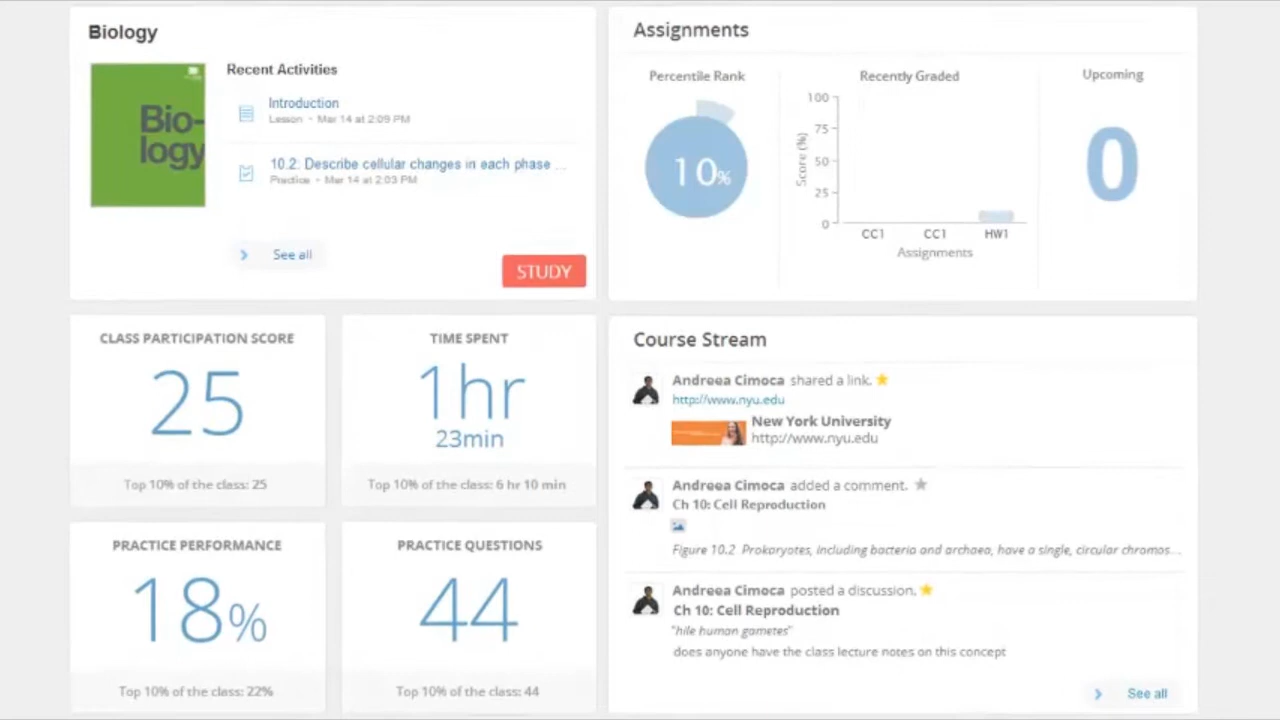 Biology
Bio-
logy
Recent Activities
Introduction
Lesson - Mar 14 at 2:09 PM
10.2: Describe cellular changes in each phase ...
Practice - Mar 14 at 2:03 PM
See all
STUDY
Assignments
Percentile Rank
10%
Recently Graded
100
75
50
25
0
Score (%)
CC1 CC1 HW1
Assignments
Upcoming
0
CLASS PARTICIPATION SCORE
25
Top 10% of the class: 25
TIME SPENT
1hr
23min
Top 10% of the class: 6 hr 10 min
PRACTICE PERFORMANCE
18%
Top 10% of the class: 22%
PRACTICE QUESTIONS
44
Top 10% of the class: 44
Course Stream
Andreea Cimoca shared a link.
http://www.nyu.edu
New York University
http://www.nyu.edu
Andreea Cimoca added a comment.
Ch 10: Cell Reproduction
Figure 10.2 Prokaryotes, including bacteria and archaea, have a single, circular chromos...
Andreea Cimoca posted a discussion.
Ch 10: Cell Reproduction
"hile human gametes"
does anyone have the class lecture notes on this concept
See all